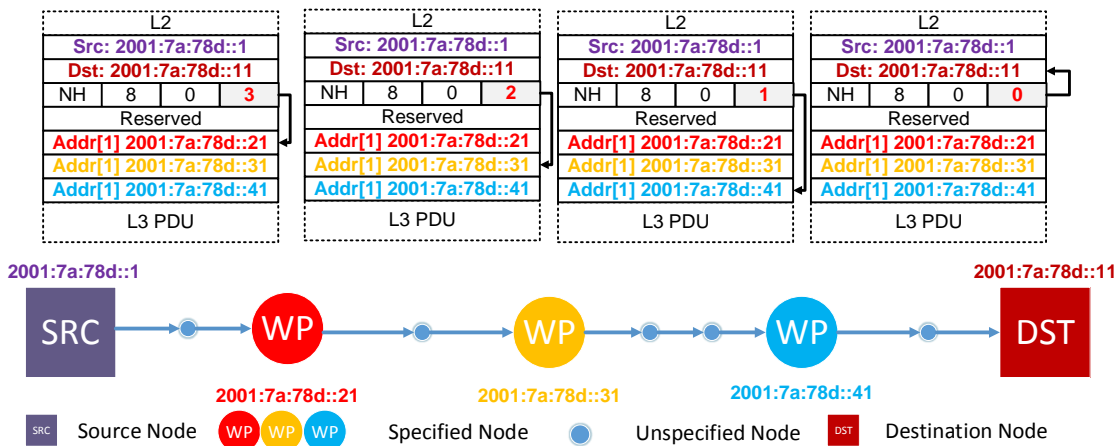 L2
Src: 2001:7a:78d::1
Dst: 2001:7a:78d::11
NH 8 0 3
Reserved
Addr[1] 2001:7a:78d::21
Addr[1] 2001:7a:78d::31
Addr[1] 2001:7a:78d::41
L3 PDU
L2
Src: 2001:7a:78d::1
Dst: 2001:7a:78d::11
NH 8 0 2
Reserved
Addr[1] 2001:7a:78d::21
Addr[1] 2001:7a:78d::31
Addr[1] 2001:7a:78d::41
L3 PDU
L2
Src: 2001:7a:78d::1
Dst: 2001:7a:78d::11
NH 8 0 1
Reserved
Addr[1] 2001:7a:78d::21
Addr[1] 2001:7a:78d::31
Addr[1] 2001:7a:78d::41
L3 PDU
L2
Src: 2001:7a:78d::1
Dst: 2001:7a:78d::11
NH 8 0 0
Reserved
Addr[1] 2001:7a:78d::21
Addr[1] 2001:7a:78d::31
Addr[1] 2001:7a:78d::41
L3 PDU
2001:7a:78d::1 2001:7a:78d::11
SRC WP WP WP DST
2001:7a:78d::21 2001:7a:78d::31 2001:7a:78d::41
SRC Source Node WP WP WP Specified Node Unspecified Node DST Destination Node